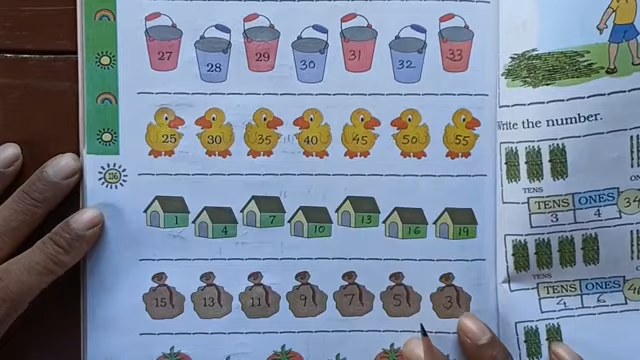 27 28 29 30 31 32 33
25 30 35 40 45 50 55
116
1 4 7 10 13 16 19
15 13 11 9 7 5 3
Write the number.
TENS
TENS ONES
3 4
34
TENS
TENS ONES
4 6